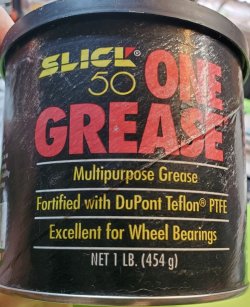 SLICK® ONE
50
GREASE
Multipurpose Grease
Fortified with DuPont Teflon® PTFE
Excellent for Wheel Bearings
NET 1 LB. (454 g)